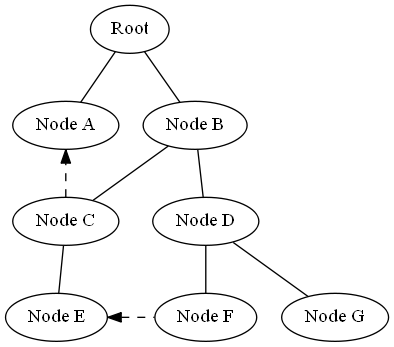 Root
Node A
Node B
Node C
Node D
Node E
Node F
Node G